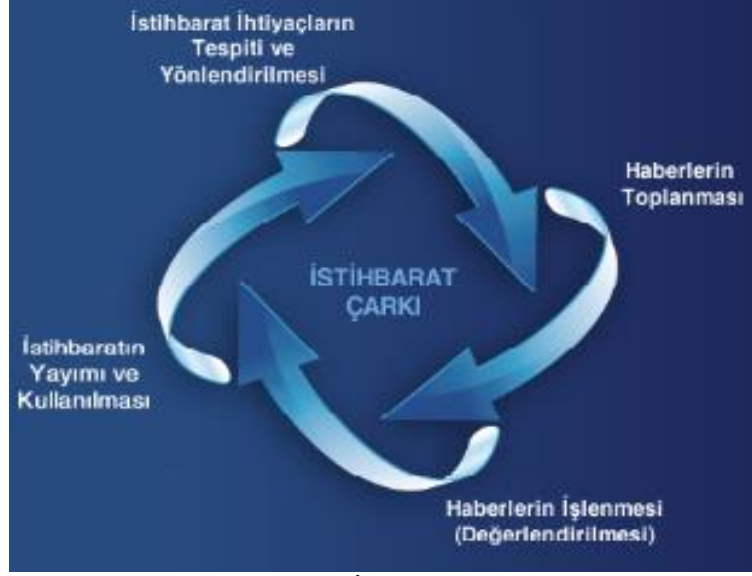 İstihbarat İhtiyaçların
Tespiti ve
Yönlendirilmesi
Haberlerin
Toplanması
İSTİHBARAT
ÇARKI
İstihbaratın
Yayımı ve
Kullanılması
Haberlerin İşlenmesi
(Değerlendirilmesi)